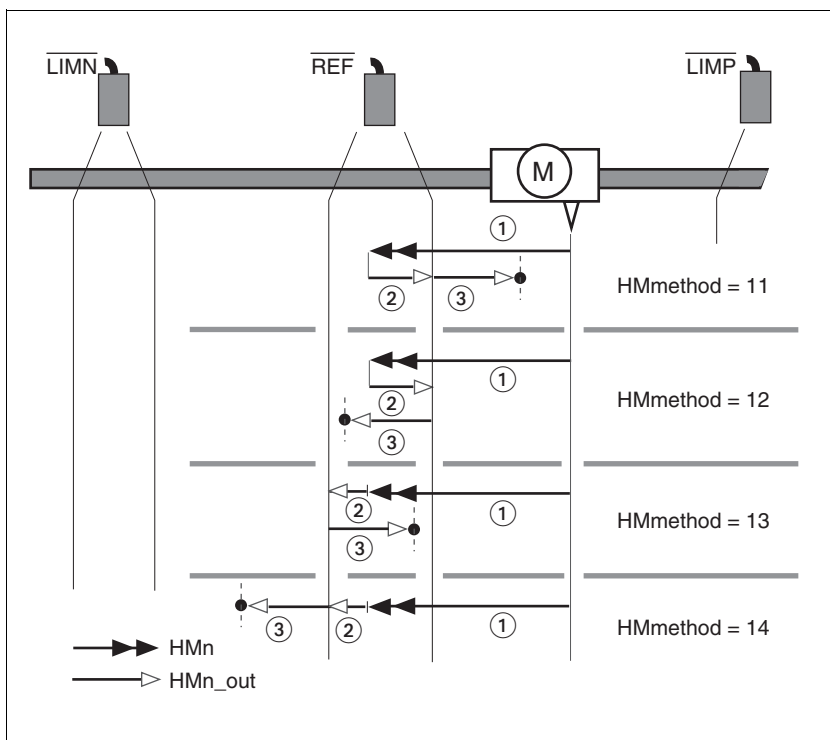 LIMN REF LIMP
M
①
② ③
HMmethod = 11
①
②
③
HMmethod = 12
②
①
③
HMmethod = 13
③ ② ①
HMmethod = 14
HMn
HMn_out